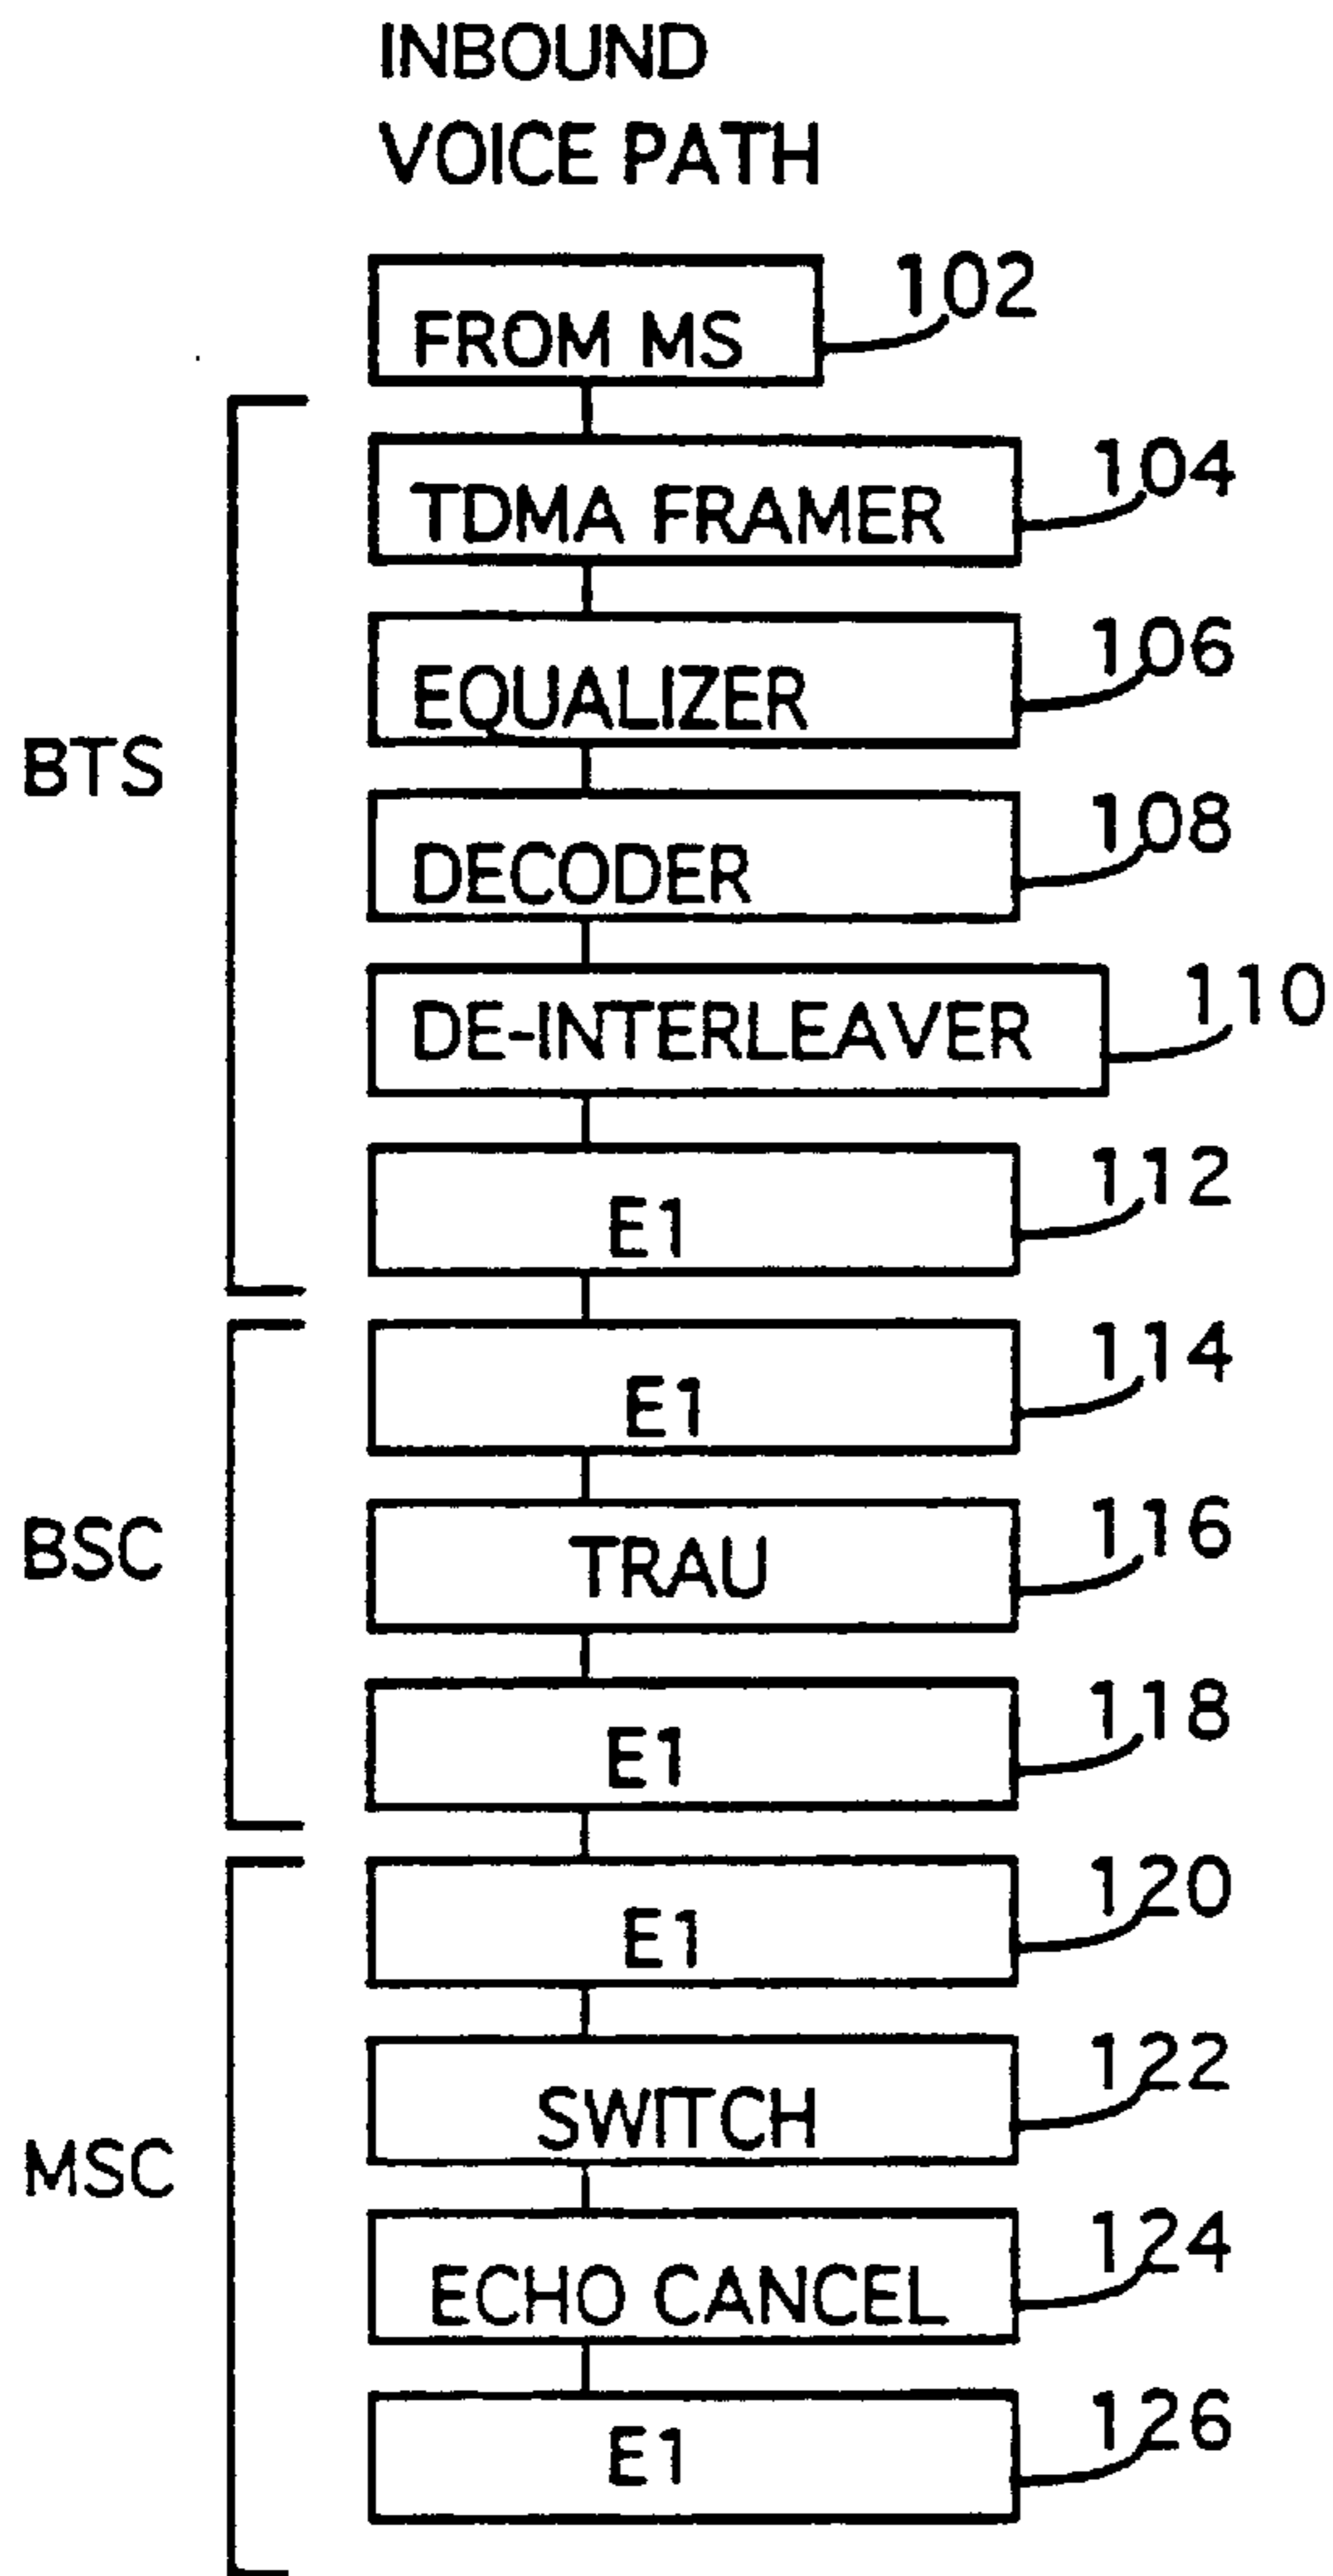 INBOUND
VOICE PATH
FROM MS
102
TDMA FRAMER
104
EQUALIZER
106
BTS
DECODER
108
DE-INTERLEAVER
110
E1
112
E1
114
BSC
TRAU
116
E1
118
E1
120
SWITCH
122
MSC
ECHO CANCEL
124
E1
126